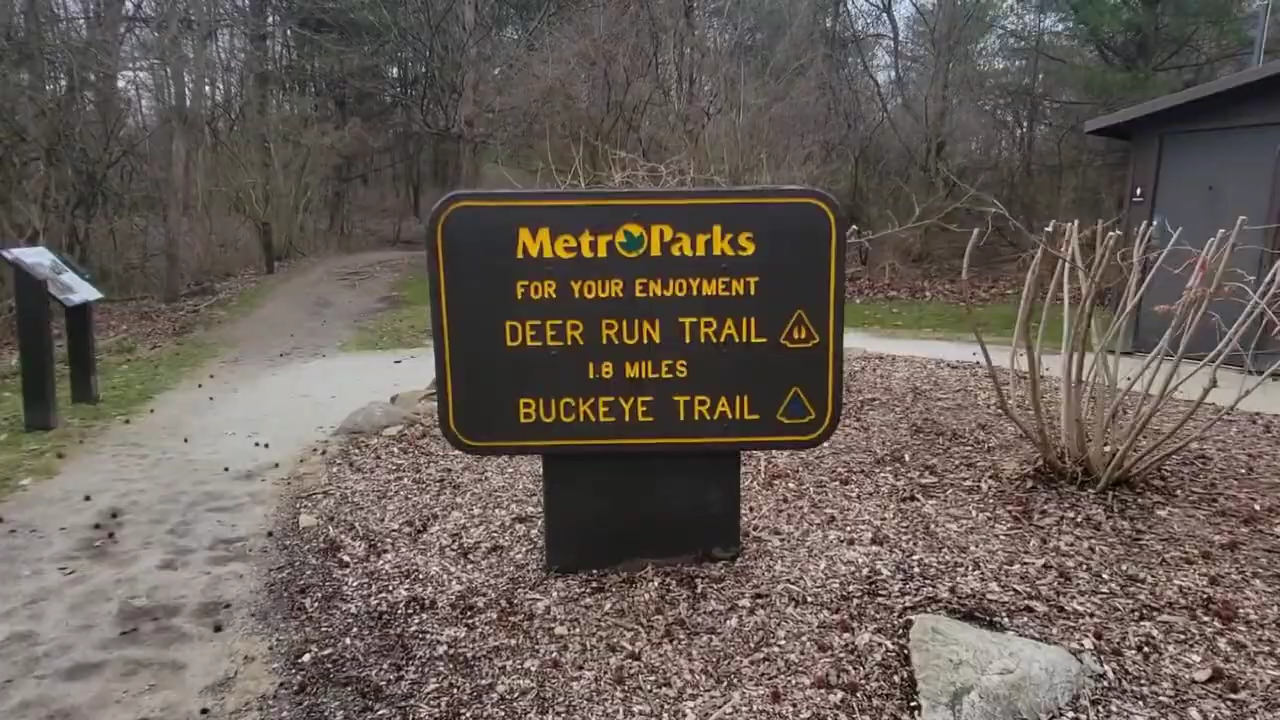 MetroParks
FOR YOUR ENJOYMENT
DEER RUN TRAIL
1.8 MILES
BUCKEYE TRAIL